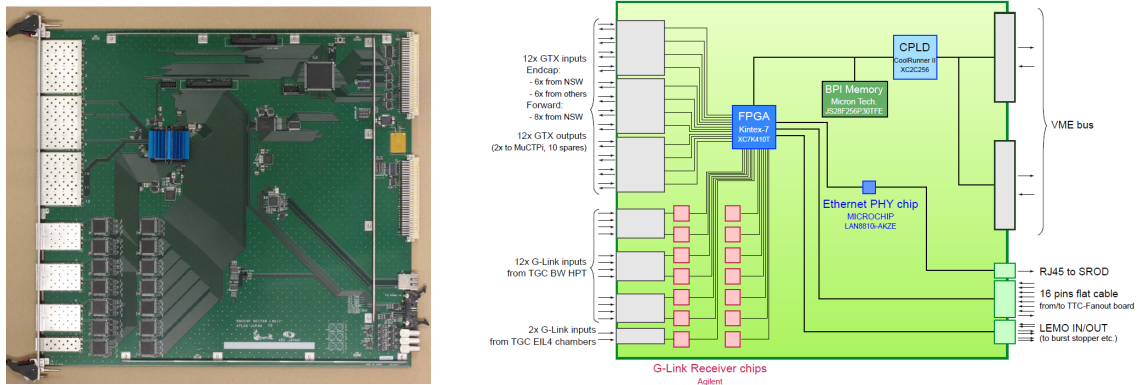 ENDCAP SECTOR LOGIC
12x GTX inputs
Endcap:
- 6x from NSW
- 6x from others
Forward:
- 8x from NSW
12x GTX outputs
(2x to MuCTPi, 10 spares)
12x G-Link inputs
from TGC BW HPT
2x G-Link inputs
from TGC EIL4 chambers
FPGA
Kintex-7
XC7K410T
CPLD
CoolRunner II
XC2C256
BPI Memory
Micron Tech.
JS28F256P30TFE
Ethernet PHY chip
MICROCHIP
LAN8810i-AKZE
G-Link Receiver chips
Agilent
VME bus
RJ45 to SROD
16 pins flat cable
from/to TTC-Fanout board
LEMO IN/OUT
(to burst stopper etc.)